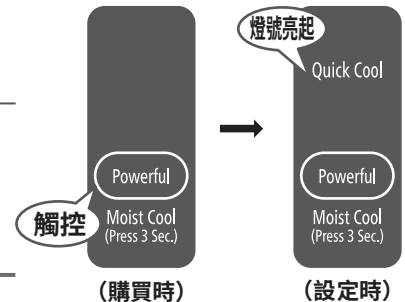 燈號亮起
Quick Cool
Powerful
Moist Cool
(Press 3 Sec.)
觸控
(購買時)
Powerful
Moist Cool
(Press 3 Sec.)
(設定時)